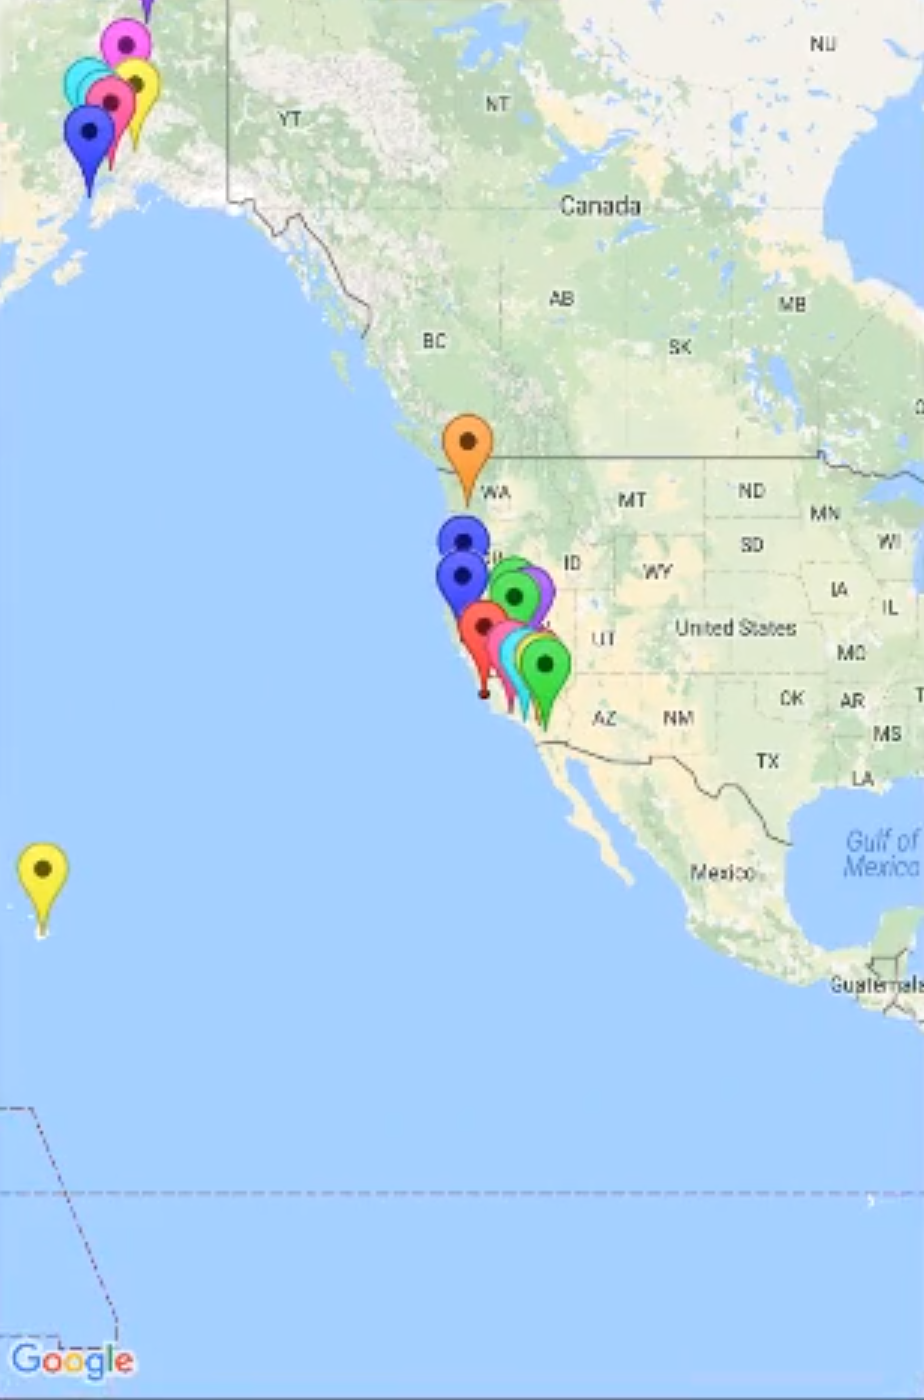 NU
YT
NT
Canada
AB
MB
BC
SK
WA
MT
ND
MN
SD
WI
ID
WY
IA
IL
UT
United States
MO
OK
AR
AZ
NM
MS
TX
LA
Gulf of
Mexico
Mexico
Guatemala
Google